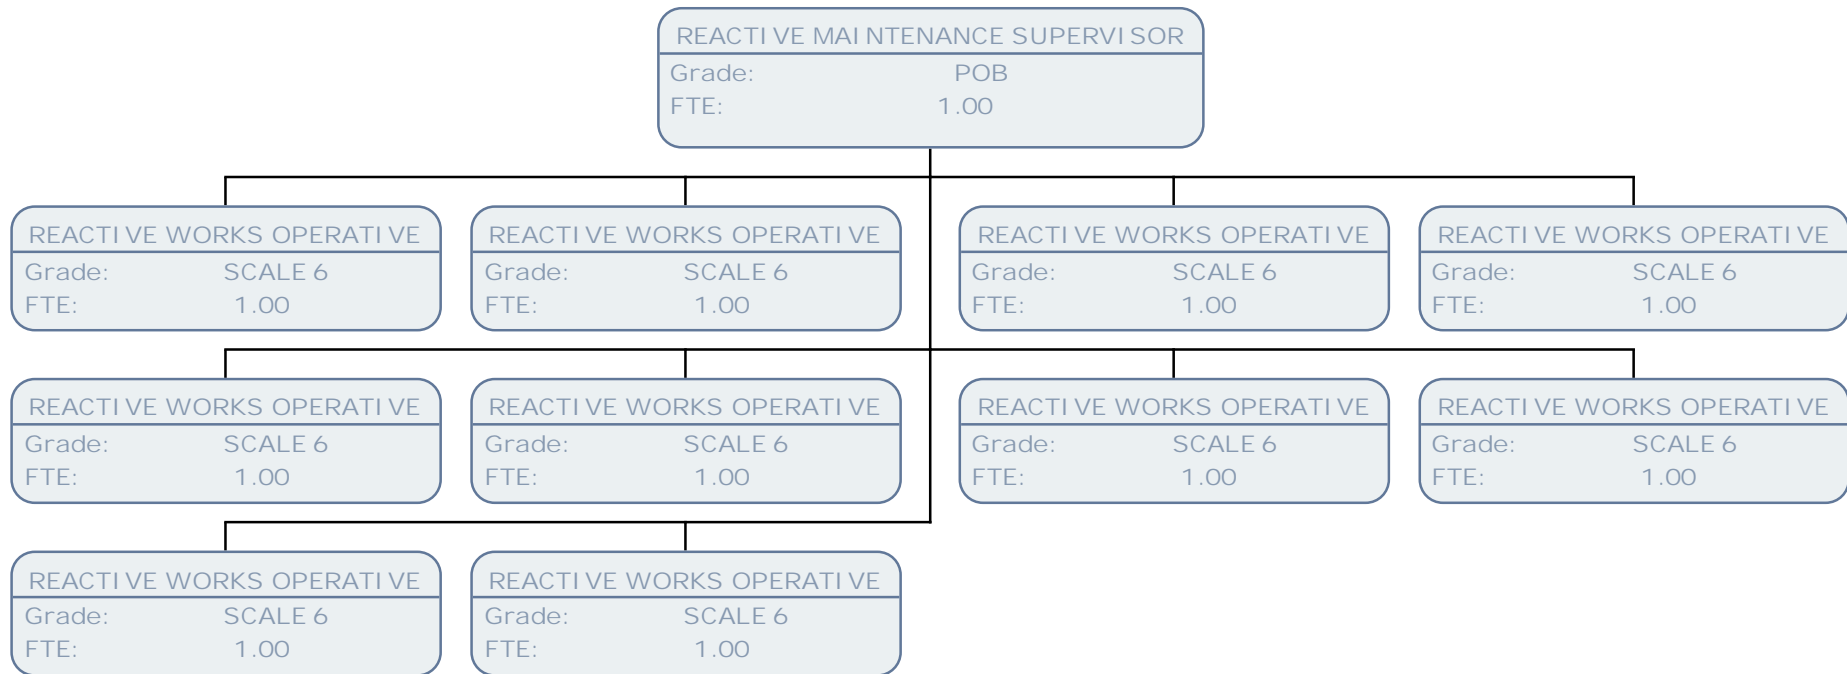 REACTIVE MAINTENANCE SUPERVISOR
Grade: POB
FTE: 1.00
REACTIVE WORKS OPERATIVE
Grade: SCALE 6
FTE: 1.00
REACTIVE WORKS OPERATIVE
Grade: SCALE 6
FTE: 1.00
REACTIVE WORKS OPERATIVE
Grade: SCALE 6
FTE: 1.00
REACTIVE WORKS OPERATIVE
Grade: SCALE 6
FTE: 1.00
REACTIVE WORKS OPERATIVE
Grade: SCALE 6
FTE: 1.00
REACTIVE WORKS OPERATIVE
Grade: SCALE 6
FTE: 1.00
REACTIVE WORKS OPERATIVE
Grade: SCALE 6
FTE: 1.00
REACTIVE WORKS OPERATIVE
Grade: SCALE 6
FTE: 1.00
REACTIVE WORKS OPERATIVE
Grade: SCALE 6
FTE: 1.00
REACTIVE WORKS OPERATIVE
Grade: SCALE 6
FTE: 1.00